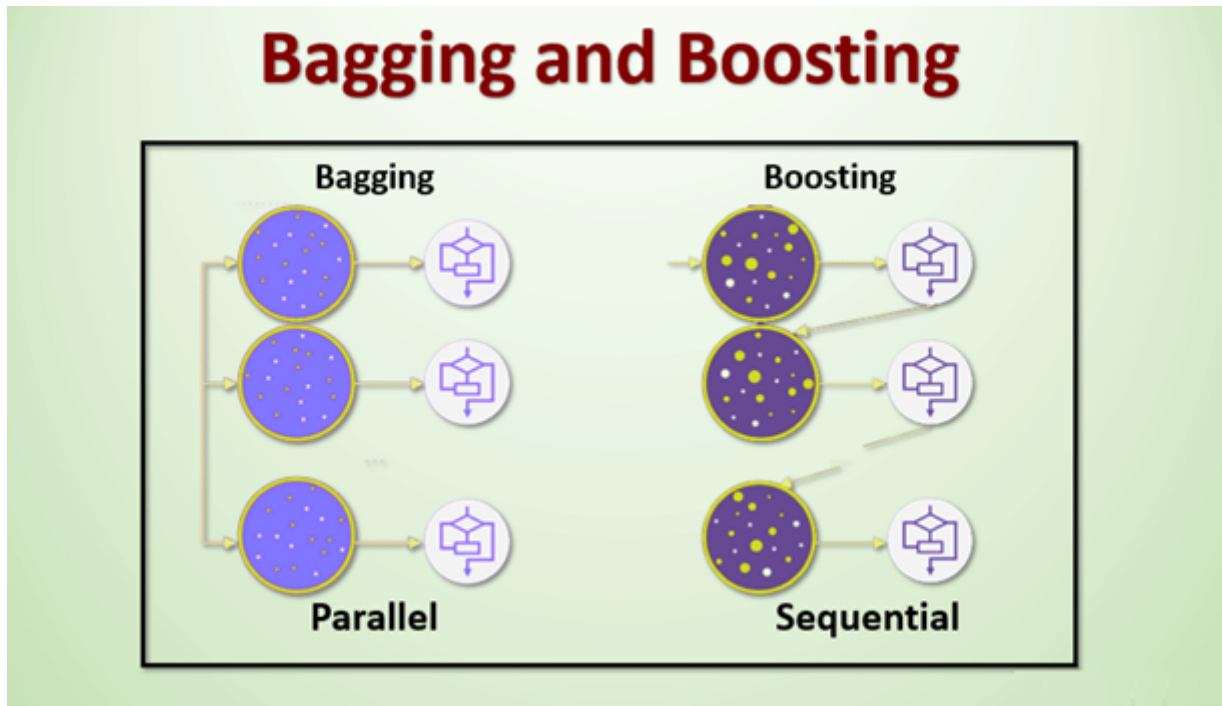 Bagging and Boosting
Bagging
Boosting
Parallel
Sequential